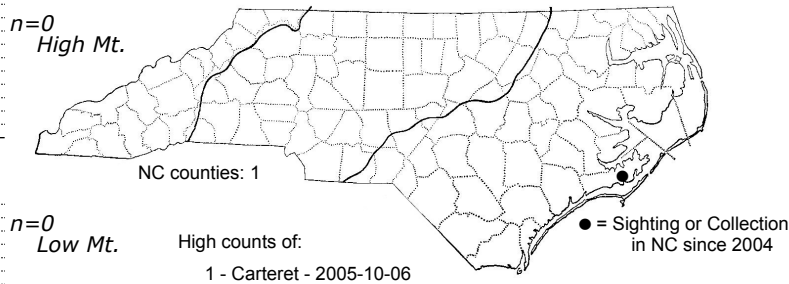 n=0
High Mt.
NC counties: 1
n=0
Low Mt.
High counts of:
1 - Carteret - 2005-10-06
● = Sighting or Collection
in NC since 2004